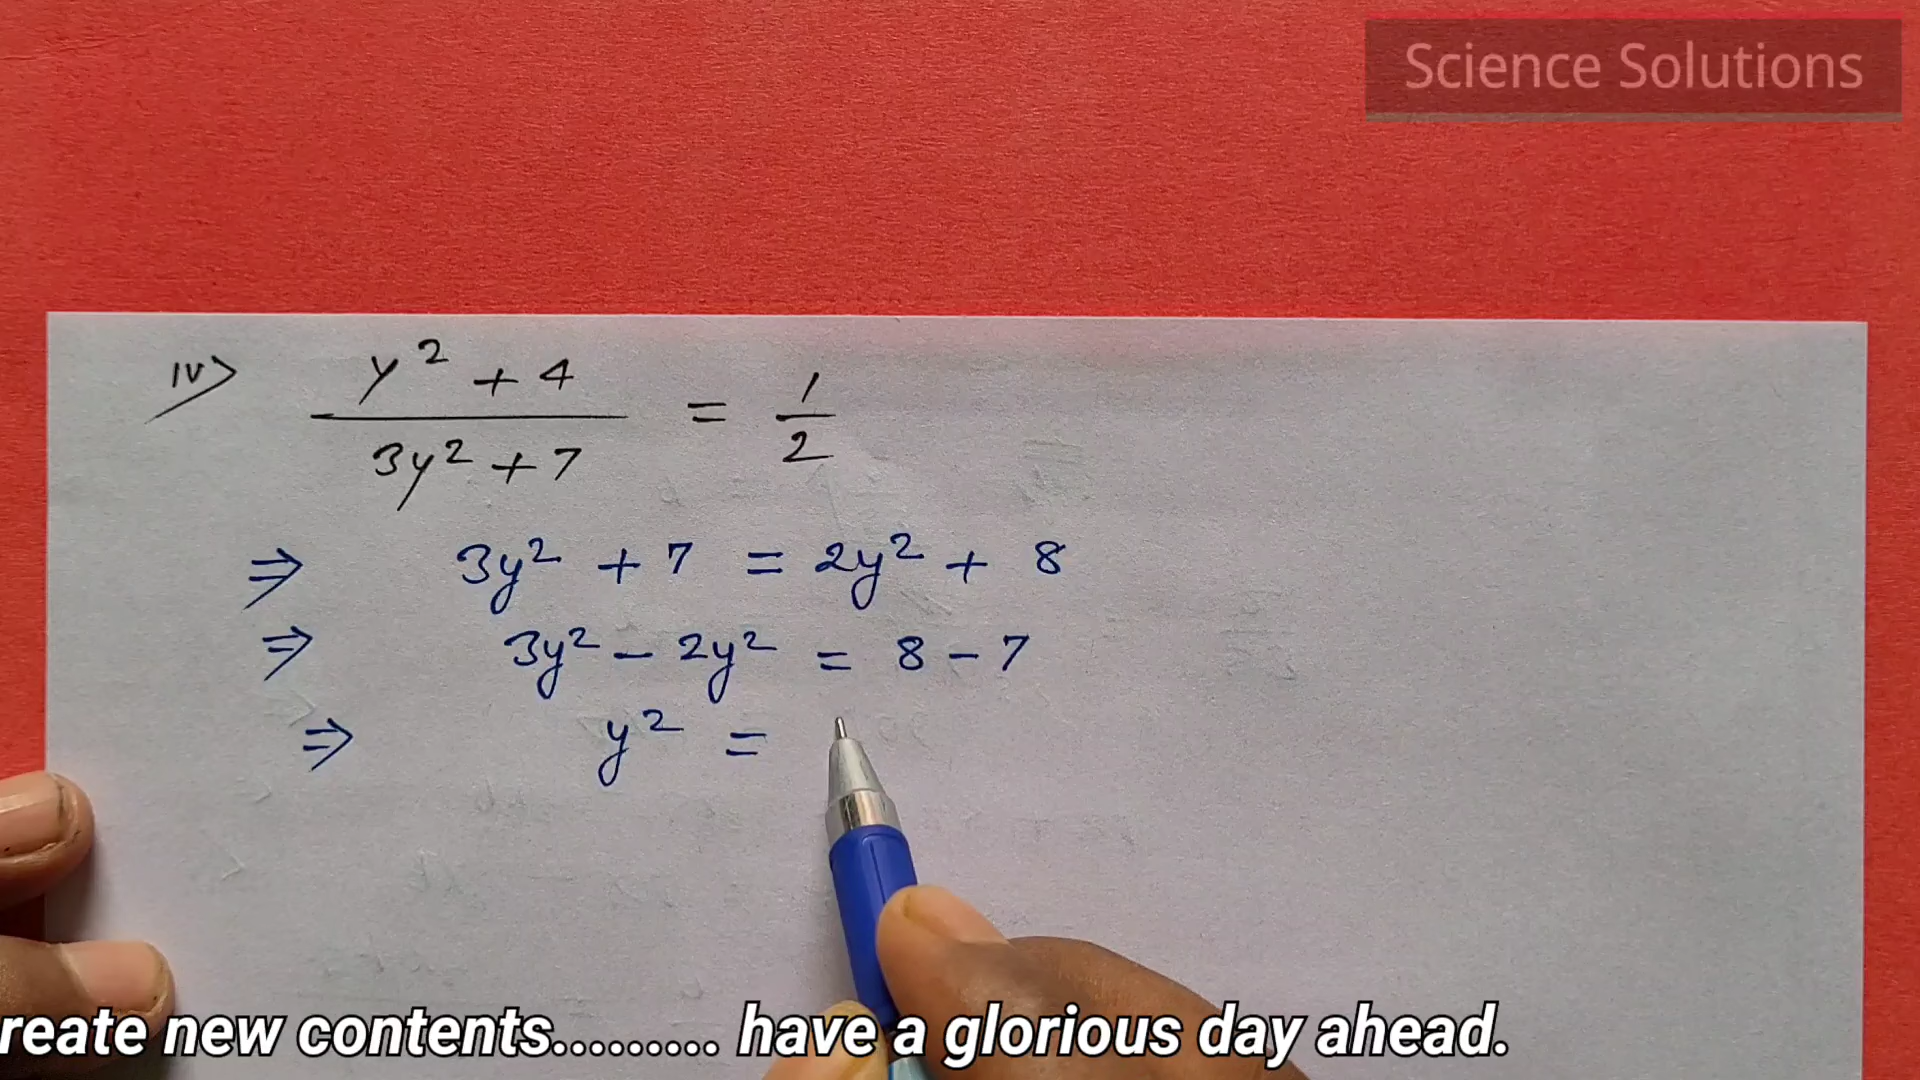 Science Solutions
iv> y² + 4 / 3y² + 7 = 1/2
⇒ 3y² + 7 = 2y² + 8
⇒ 3y² - 2y² = 8 - 7
⇒ y² =
reate new contents......... have a glorious day ahead.